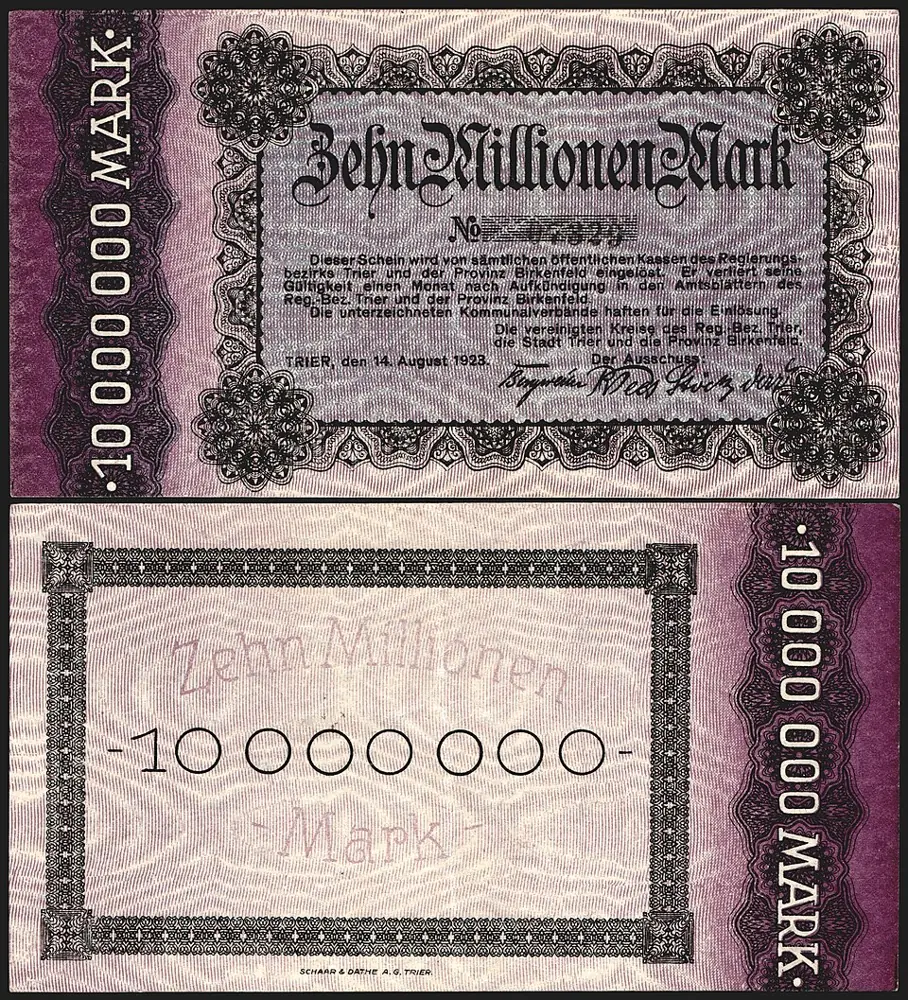 ·10 000 000 MARK·
Zehn Millionen Mark
No 07929
Dieser Schein wird von sämtlichen öffentlichen Kassen des Regierungs-
bezirks Trier und der Provinz Birkenfeld eingelöst. Er verliert seine
Gültigkeit einen Monat nach Aufkündigung in den Amtsblättern des
Reg.-Bez. Trier und der Provinz Birkenfeld.
Die unterzeichneten Kommunalverbände haften für die Einlösung.
Die vereinigten Kreise des Reg.-Bez. Trier,
die Stadt Trier und die Provinz Birkenfeld.
TRIER, den 14. August 1923. Der Ausschuss:
Zehn Millionen
-10 000 000-
-Mark-
SCHAAR & DATHE A. G. TRIER.
·10 000 000 MARK·